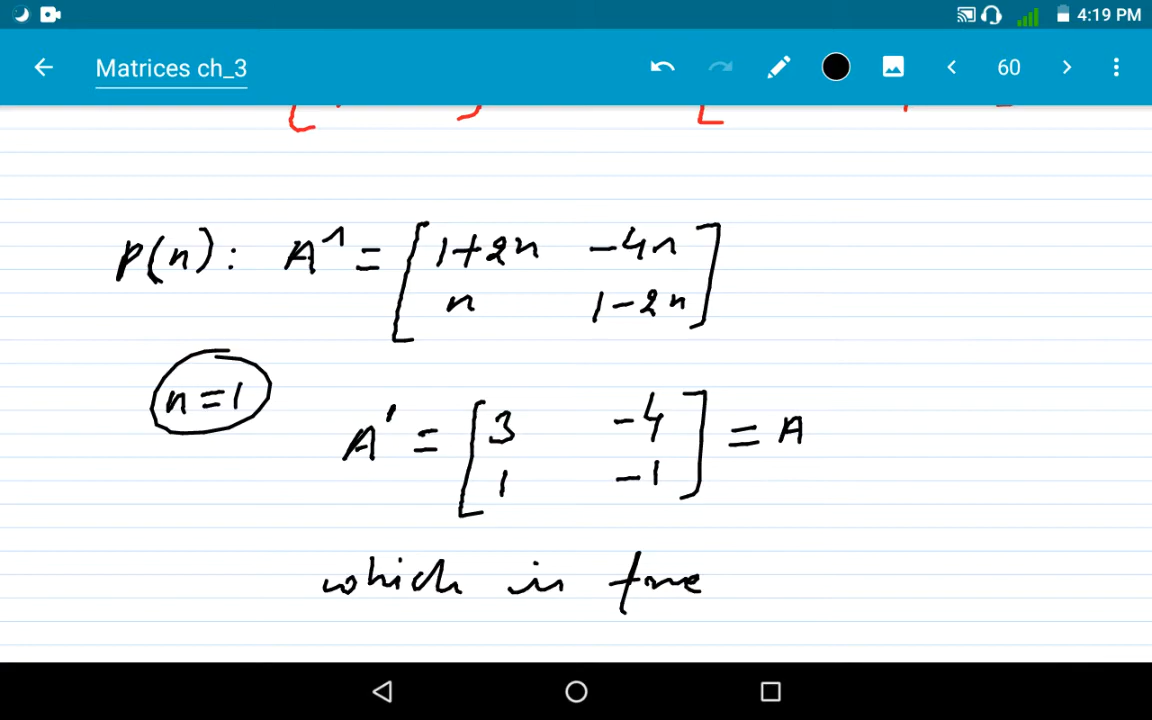 4:19 PM
Matrices ch_3
60
P(n): Aⁿ = [1+2n -4n
n 1-2n]
n=1
A' = [3 -4
1 -1] = A
which is true